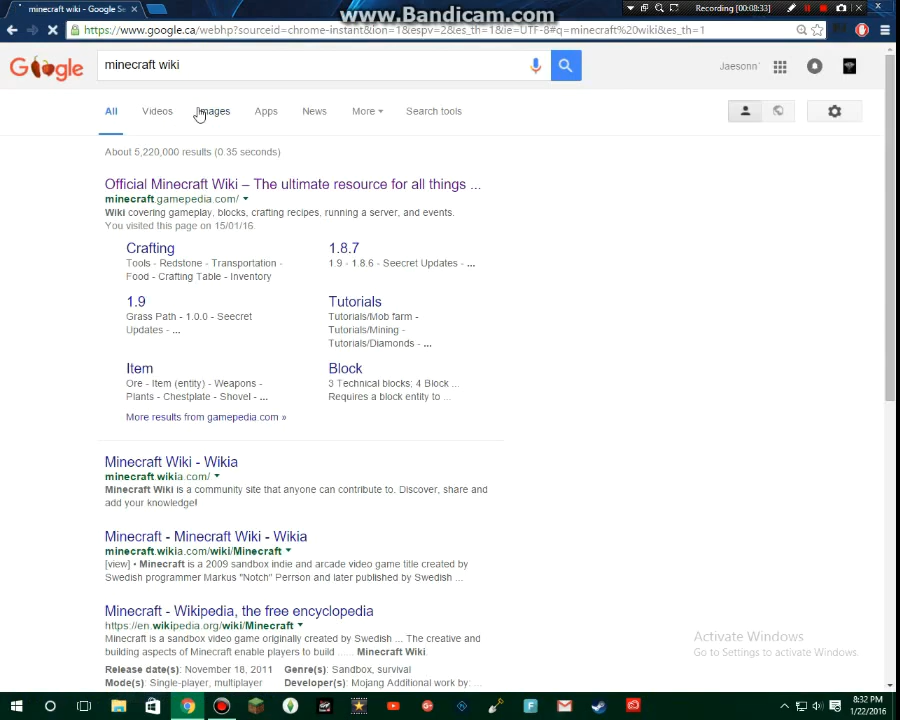 minecraft wiki - Google Se
www.Bandicam.com
Recording [00:08:33]
https://www.google.ca/webhp?sourceid=chrome-instant&ion=1&espv=2&es_th=1&ie=UTF-8#q=minecraft%20wiki&es_th=1
Google
minecraft wiki
Jaesonn
All Videos Images Apps News More Search tools
About 5,220,000 results (0.35 seconds)
Official Minecraft Wiki – The ultimate resource for all things ...
minecraft.gamepedia.com/
Wiki covering gameplay, blocks, crafting recipes, running a server, and events.
You visited this page on 15/01/16.
Crafting
Tools - Redstone - Transportation -
Food - Crafting Table - Inventory
1.8.7
1.9 - 1.8.6 - Seecret Updates - ...
1.9
Grass Path - 1.0.0 - Seecret
Updates - ...
Tutorials
Tutorials/Mob farm -
Tutorials/Mining -
Tutorials/Diamonds - ...
Item
Ore - Item (entity) - Weapons -
Plants - Chestplate - Shovel - ...
Block
3 Technical blocks; 4 Block ...
Requires a block entity to ...
More results from gamepedia.com »
Minecraft Wiki - Wikia
minecraft.wikia.com/
Minecraft Wiki is a community site that anyone can contribute to. Discover, share and
add your knowledge!
Minecraft - Minecraft Wiki - Wikia
minecraft.wikia.com/wiki/Minecraft
[view] • Minecraft is a 2009 sandbox indie and arcade video game title created by
Swedish programmer Markus "Notch" Perrson and later published by Swedish ...
Minecraft - Wikipedia, the free encyclopedia
https://en.wikipedia.org/wiki/Minecraft
Minecraft is a sandbox video game originally created by Swedish ... The creative and
building aspects of Minecraft enable players to build ..... Minecraft Wiki.
Release date(s): November 18, 2011 Genre(s): Sandbox, survival
Mode(s): Single-player, multiplayer Developer(s): Mojang Additional work by: ...
Activate Windows
Go to Settings to activate Windows.
8:32 PM
1/22/2016